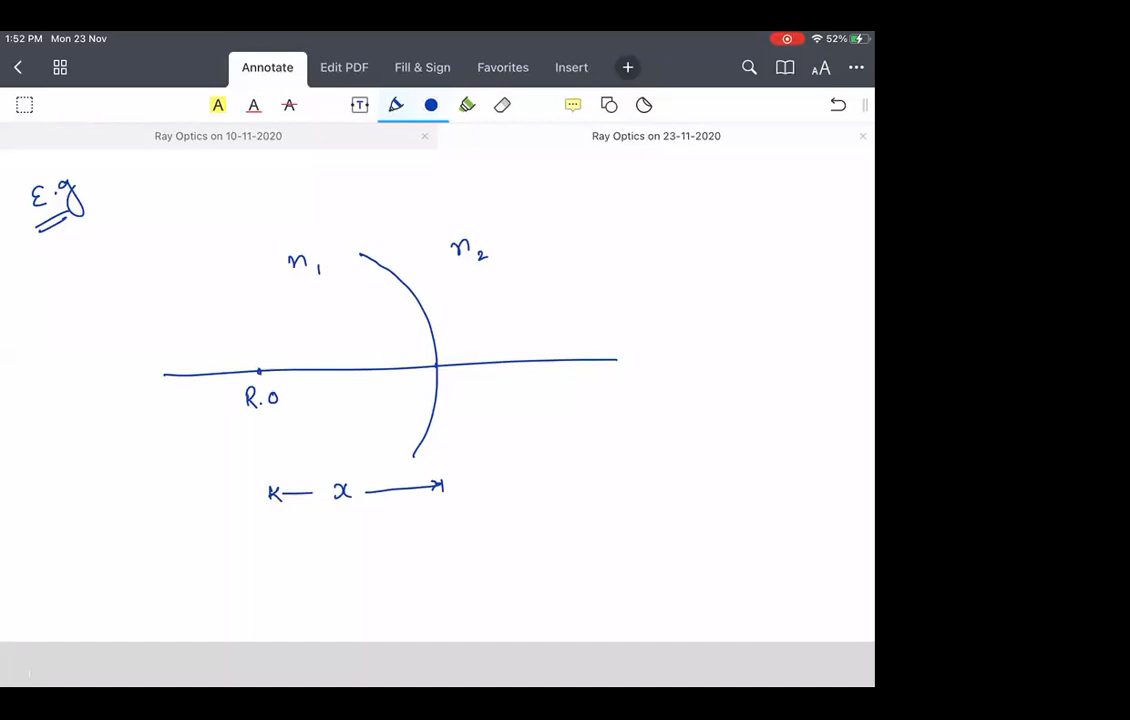 1:52 PM Mon 23 Nov
52%
Annotate Edit PDF Fill & Sign Favorites Insert
A A A T
AA
Ray Optics on 10-11-2020
Ray Optics on 23-11-2020
E.g
n₁
n₂
R.O
x